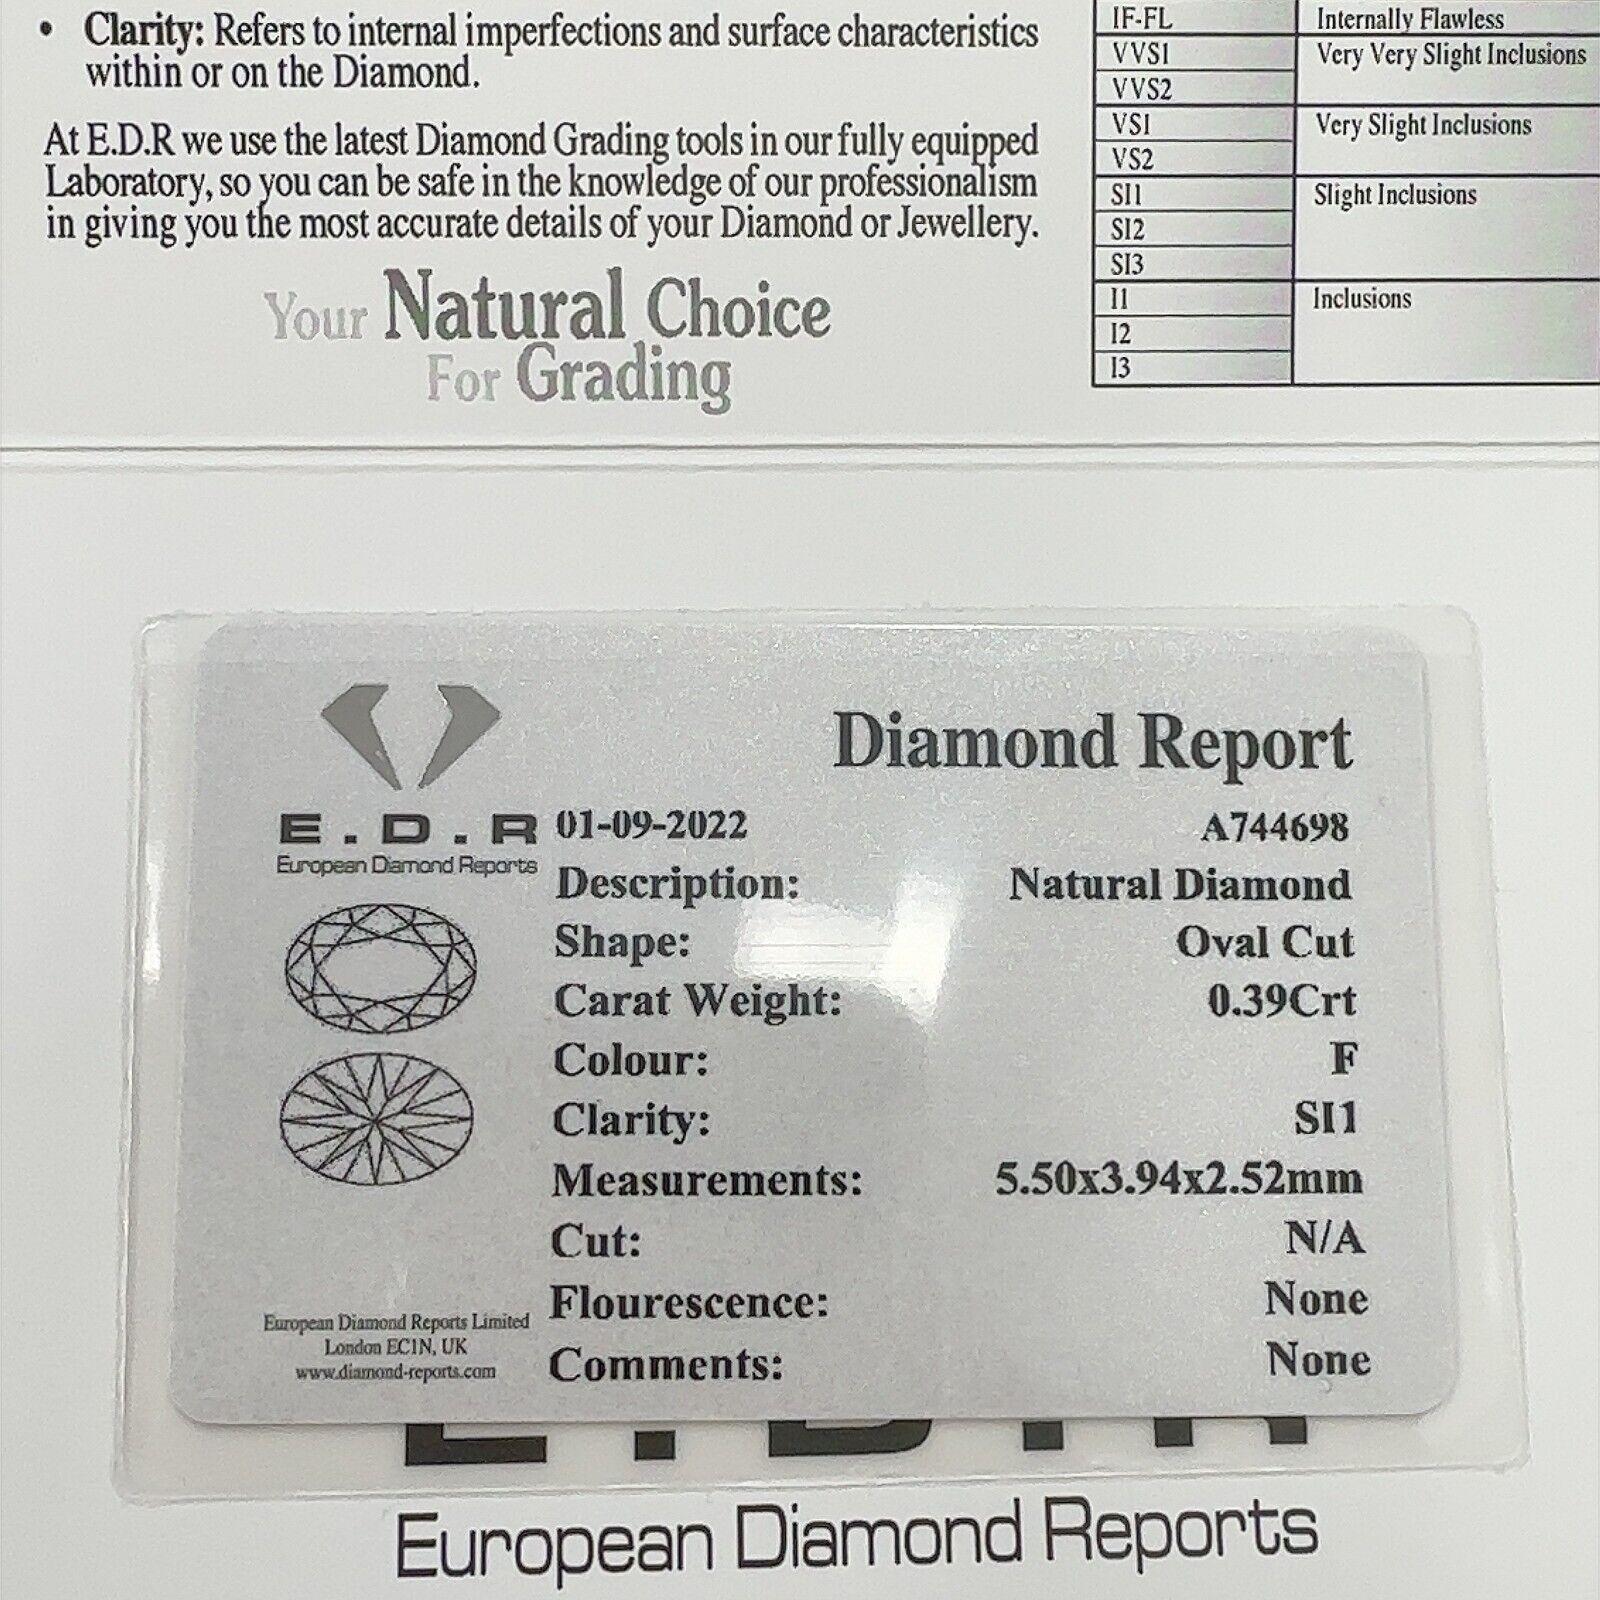 • Clarity: Refers to internal imperfections and surface characteristics
within or on the Diamond.
At E.D.R we use the latest Diamond Grading tools in our fully equipped
Laboratory, so you can be safe in the knowledge of our professionalism
in giving you the most accurate details of your Diamond or Jewellery.
Your Natural Choice
For Grading
IF-FL Internally Flawless
VVS1 Very Very Slight Inclusions
VVS2
VS1 Very Slight Inclusions
VS2
SI1 Slight Inclusions
SI2
SI3
I1 Inclusions
I2
I3
Diamond Report
E.D.R 01-09-2022 A744698
European Diamond Reports
Description: Natural Diamond
Shape: Oval Cut
Carat Weight: 0.39Crt
Colour: F
Clarity: SI1
Measurements: 5.50x3.94x2.52mm
Cut: N/A
Flourescence: None
Comments: None
European Diamond Reports Limited
London EC1N, UK
www.diamond-reports.com
European Diamond Reports